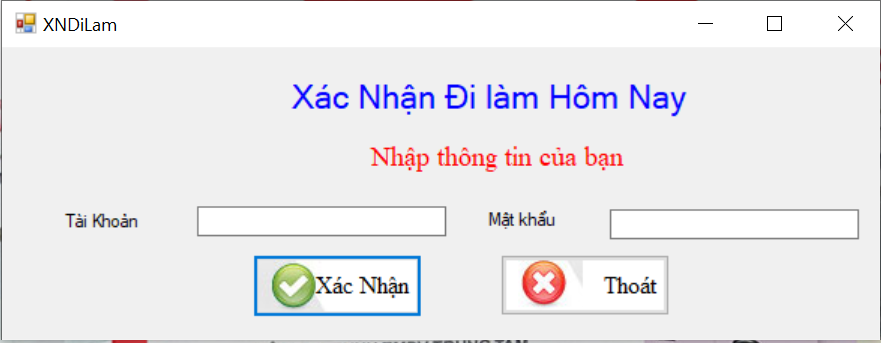 XNDiLam
Xác Nhận Đi làm Hôm Nay
Nhập thông tin của bạn
Tài Khoản
Mật khẩu
Xác Nhận
Thoát